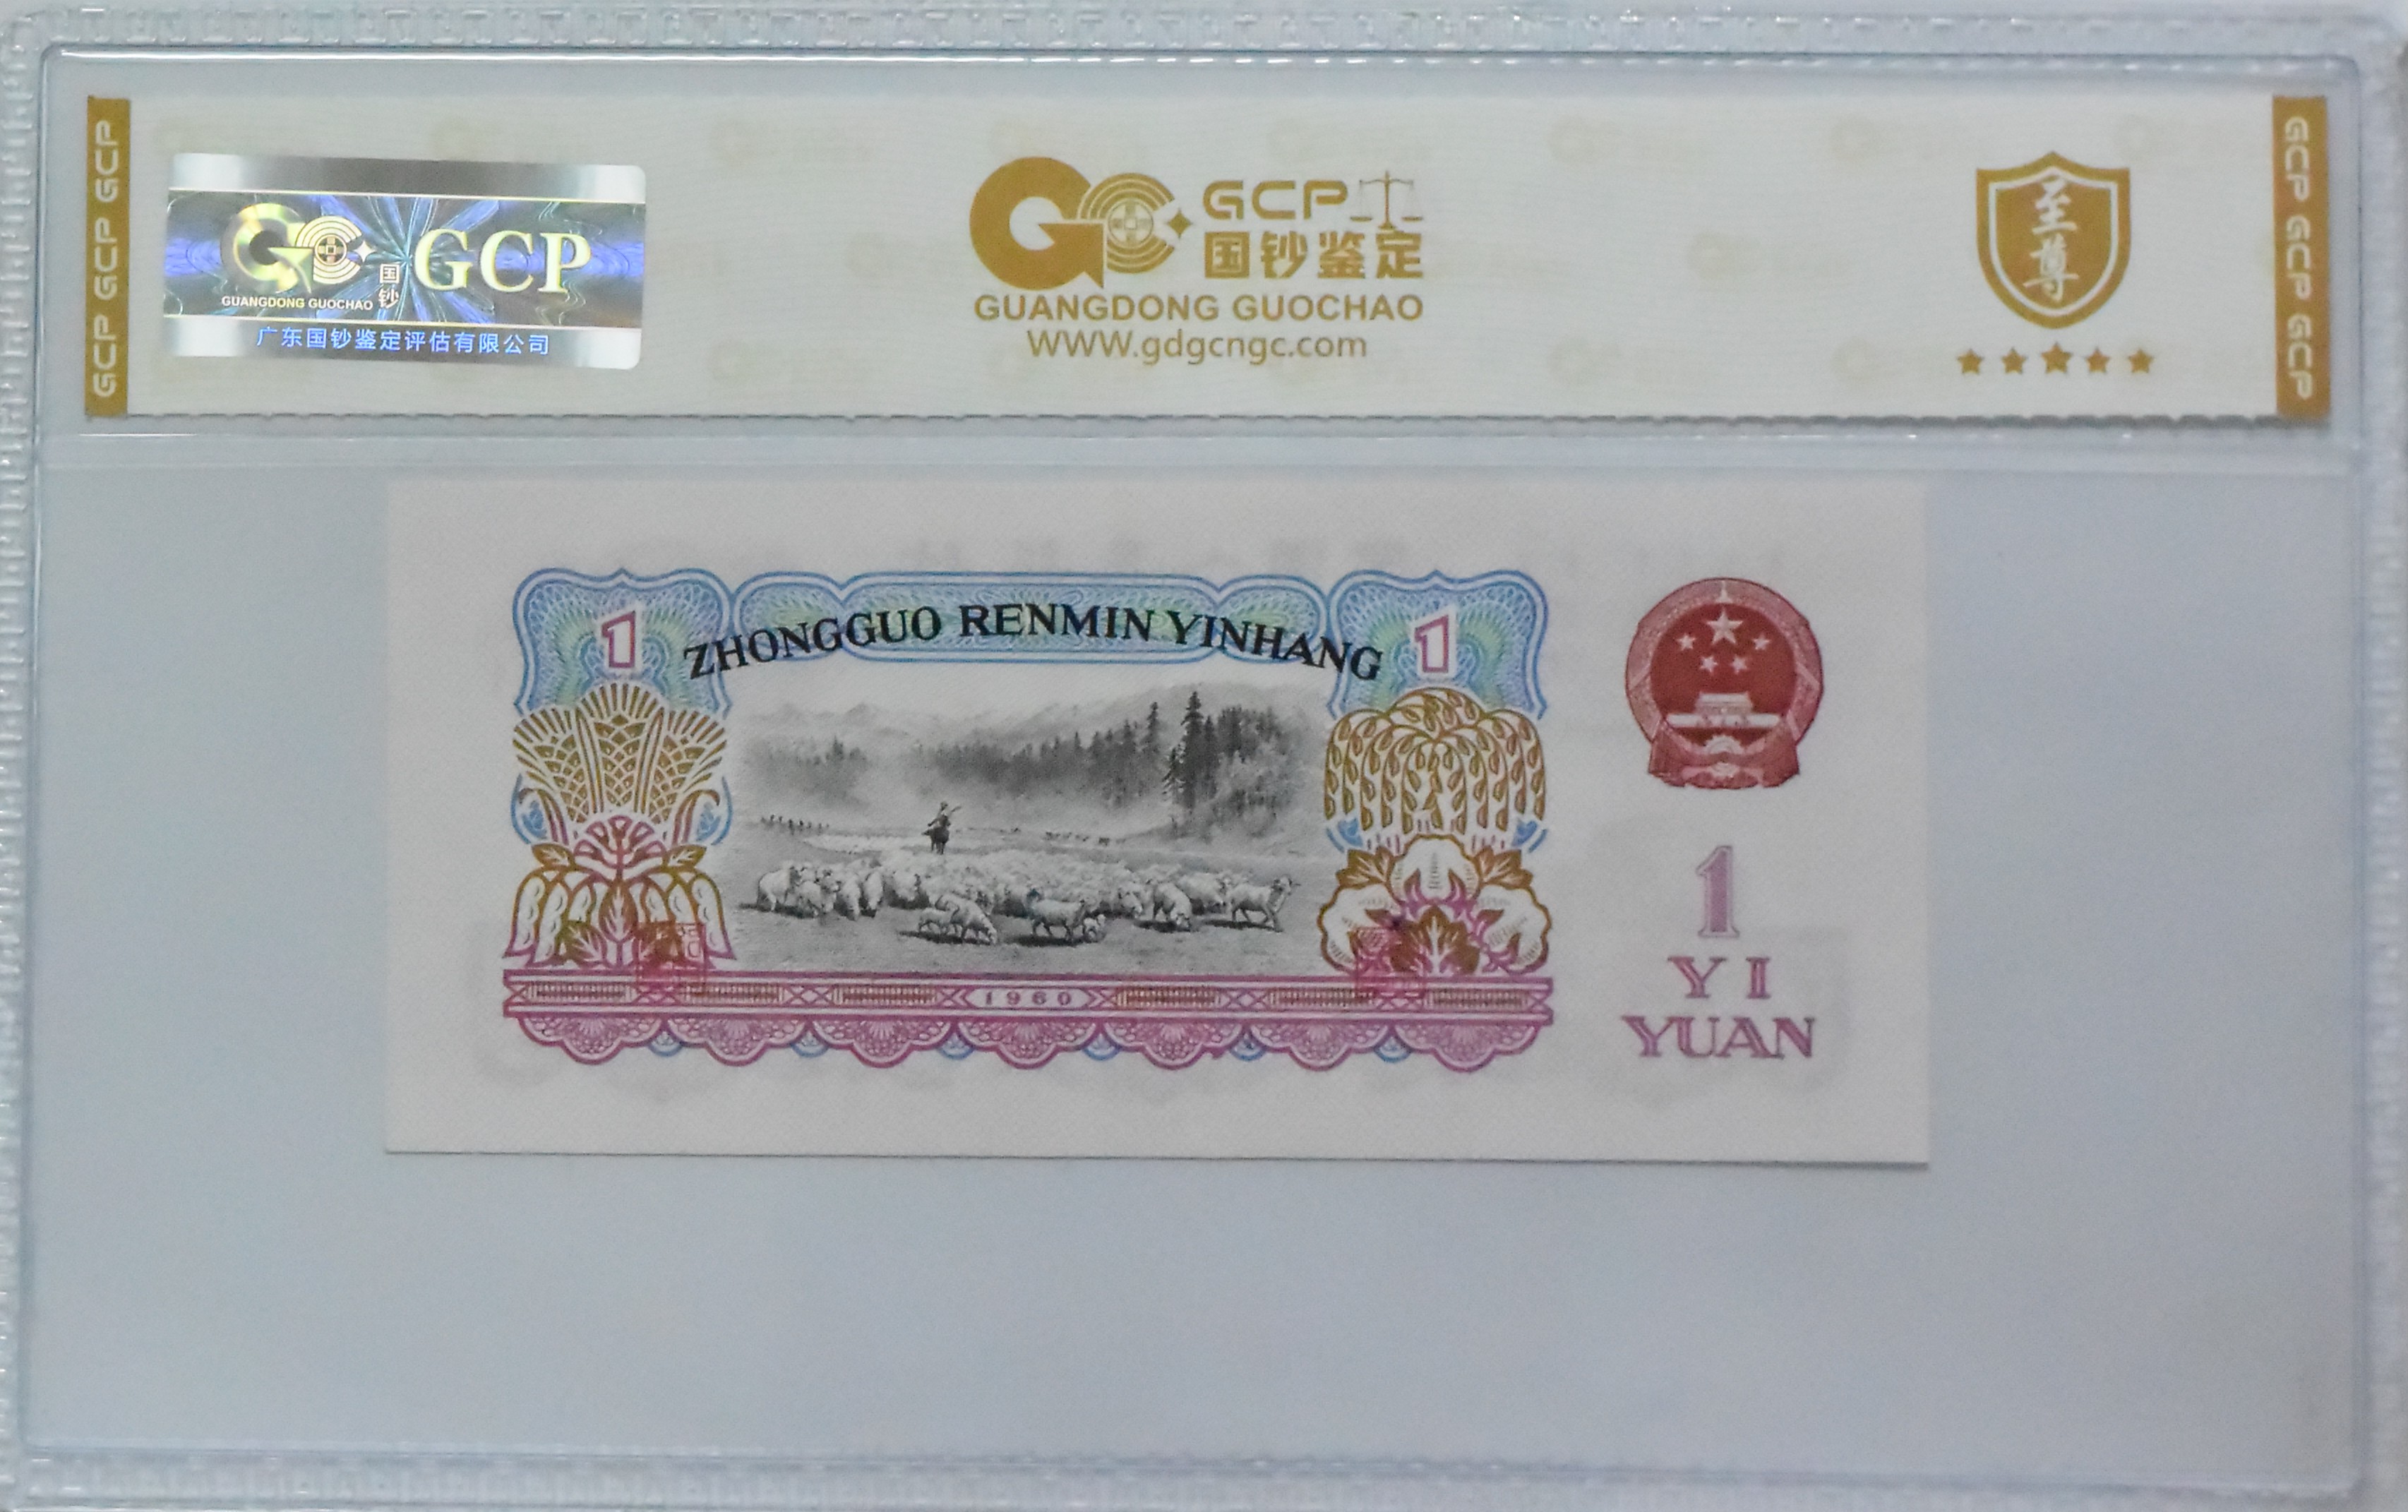 GCP GCP GCP
GUANGDONG GUOCHAO
国钞
GCP
广东国钞鉴定评估有限公司
GCP
国钞鉴定
GUANGDONG GUOCHAO
WWW.gdgcngc.com
至尊
GCP GCP GCP
1
ZHONGGUO RENMIN YINHANG
1
1960
1
YI
YUAN